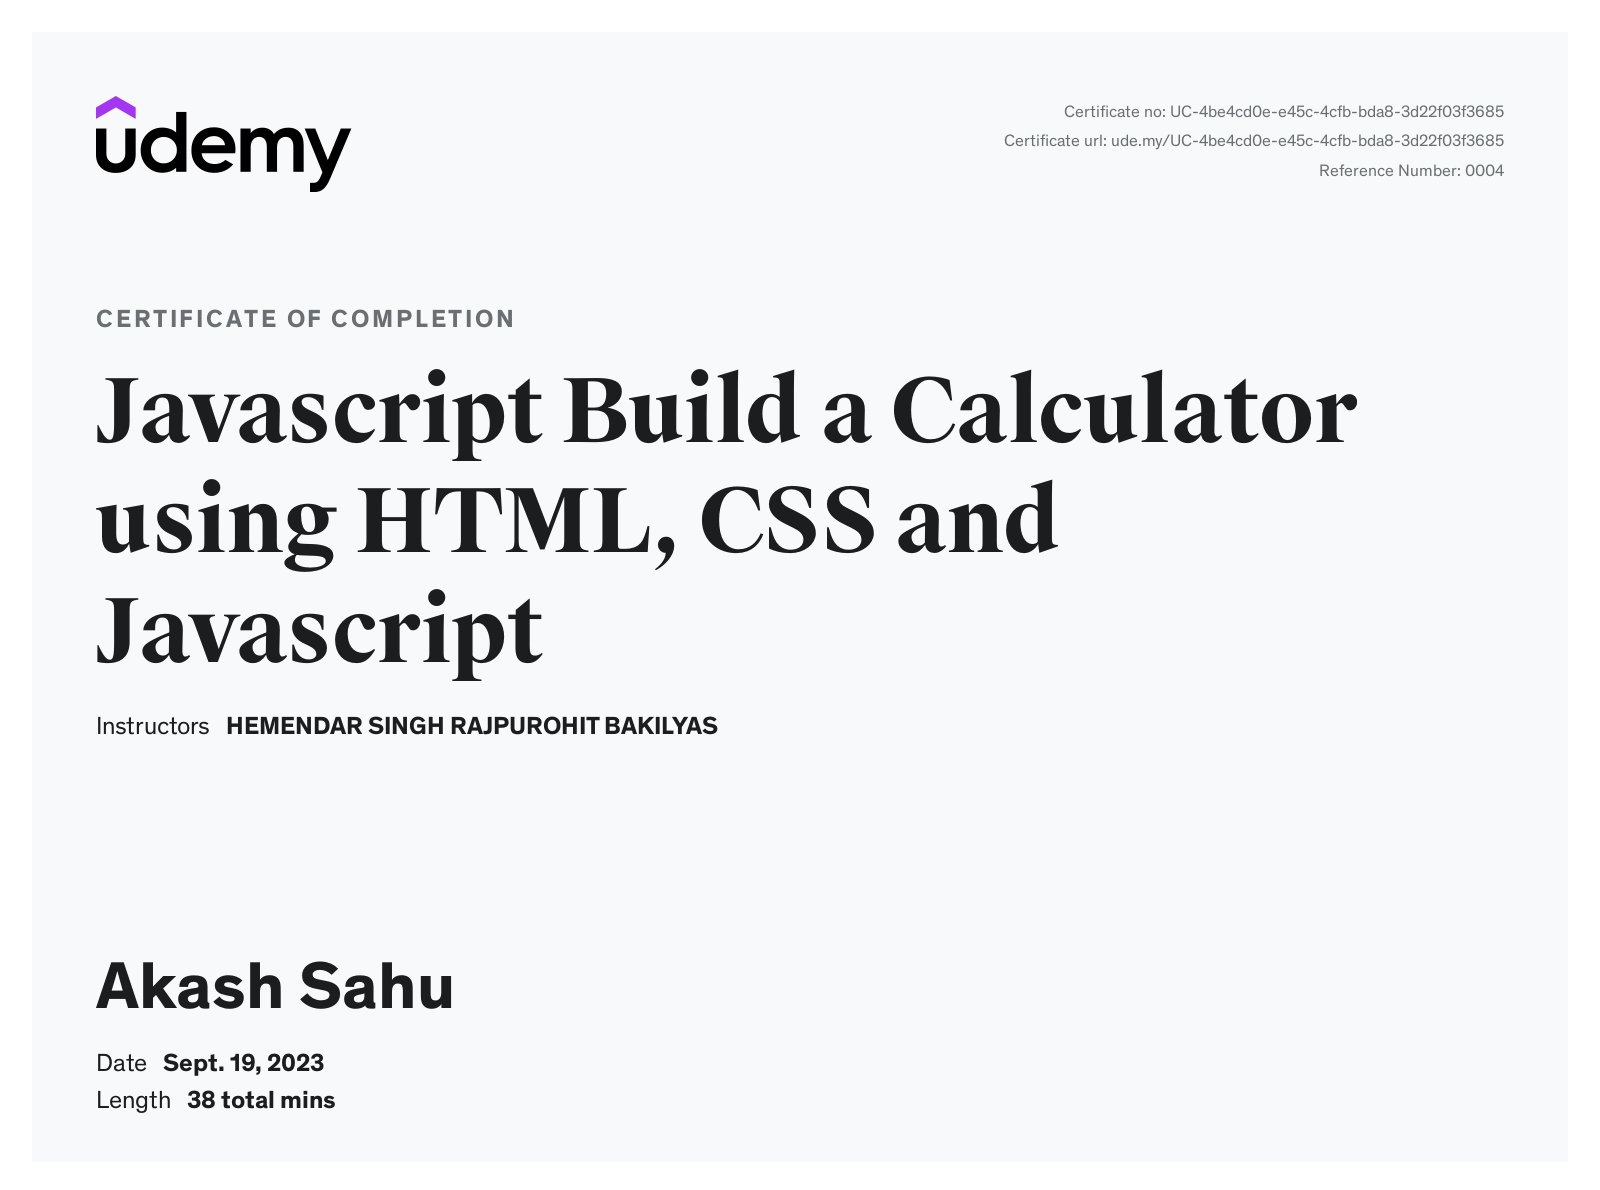 udemy
Certificate no: UC-4be4cd0e-e45c-4cfb-bda8-3d22f03f3685
Certificate url: ude.my/UC-4be4cd0e-e45c-4cfb-bda8-3d22f03f3685
Reference Number: 0004
CERTIFICATE OF COMPLETION
Javascript Build a Calculator
using HTML, CSS and
Javascript
Instructors HEMENDAR SINGH RAJPUROHIT BAKILYAS
Akash Sahu
Date Sept. 19, 2023
Length 38 total mins